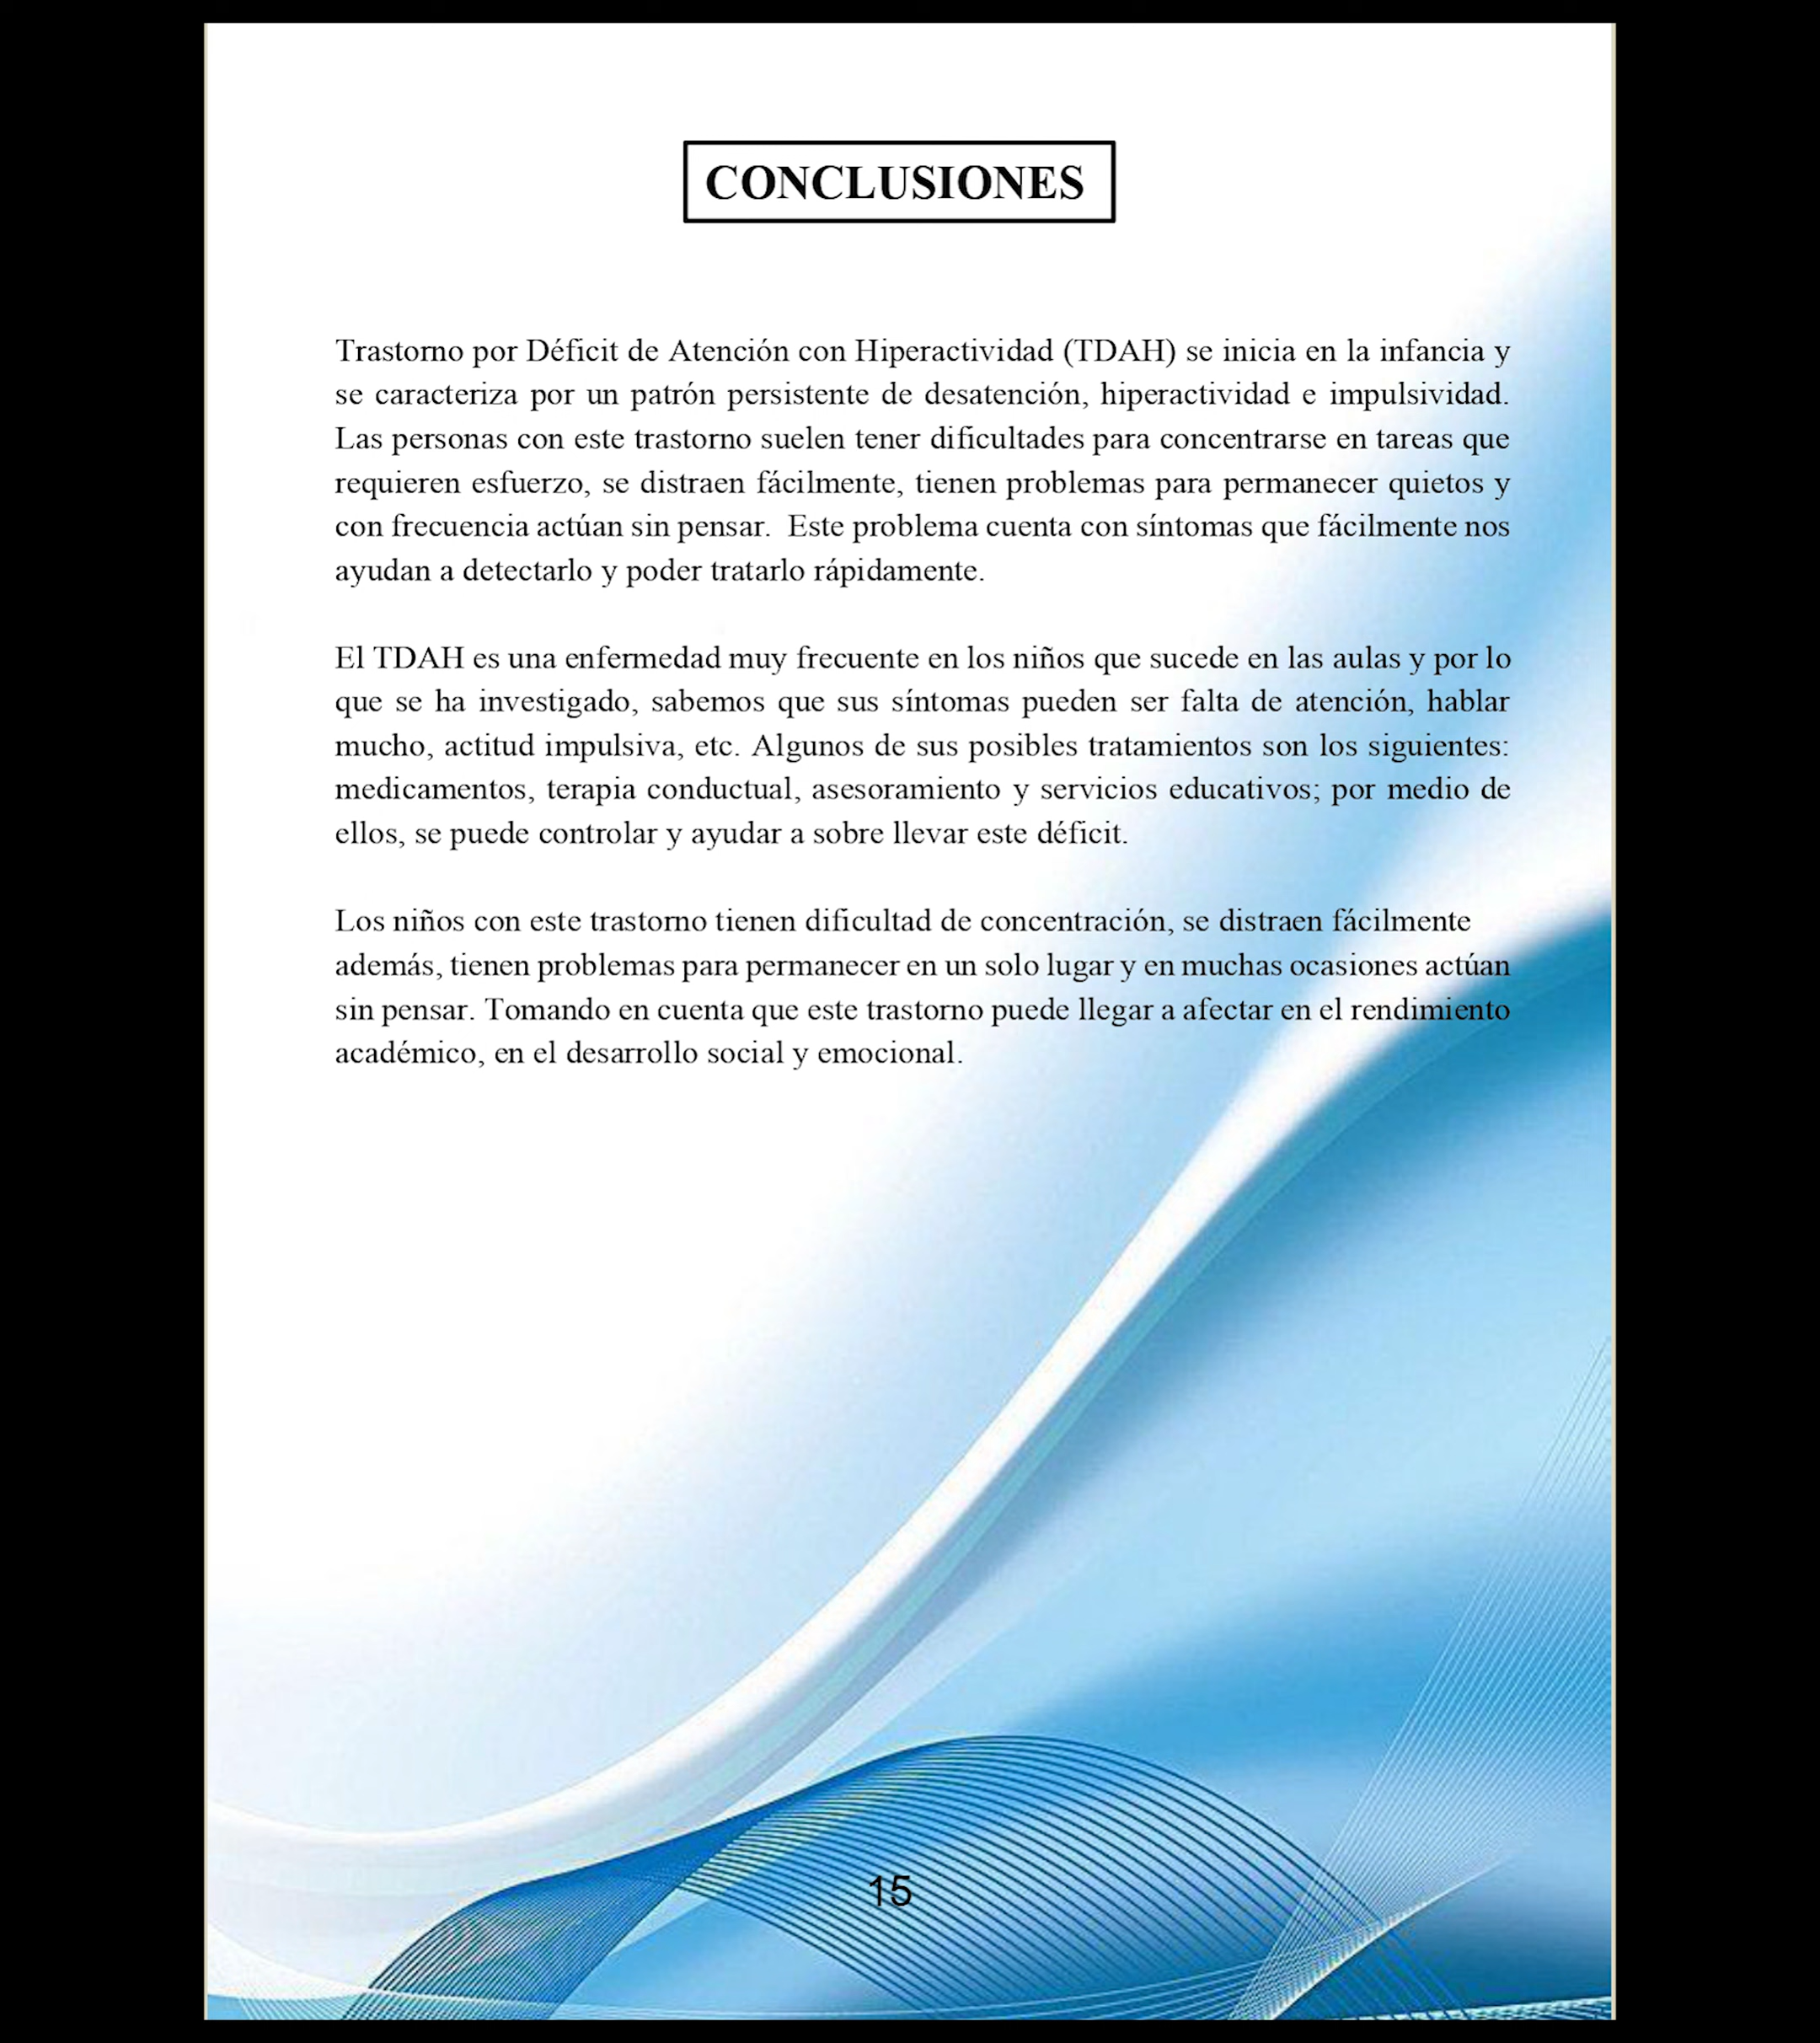 CONCLUSIONES
Trastorno por Déficit de Atención con Hiperactividad (TDAH) se inicia en la infancia y
se caracteriza por un patrón persistente de desatención, hiperactividad e impulsividad.
Las personas con este trastorno suelen tener dificultades para concentrarse en tareas que
requieren esfuerzo, se distraen fácilmente, tienen problemas para permanecer quietos y
con frecuencia actúan sin pensar.  Este problema cuenta con síntomas que fácilmente nos
ayudan a detectarlo y poder tratarlo rápidamente.
El TDAH es una enfermedad muy frecuente en los niños que sucede en las aulas y por lo
que se ha investigado, sabemos que sus síntomas pueden ser falta de atención, hablar
mucho, actitud impulsiva, etc. Algunos de sus posibles tratamientos son los siguientes:
medicamentos, terapia conductual, asesoramiento y servicios educativos; por medio de
ellos, se puede controlar y ayudar a sobre llevar este déficit.
Los niños con este trastorno tienen dificultad de concentración, se distraen fácilmente
además, tienen problemas para permanecer en un solo lugar y en muchas ocasiones actúan
sin pensar. Tomando en cuenta que este trastorno puede llegar a afectar en el rendimiento
académico, en el desarrollo social y emocional.
15